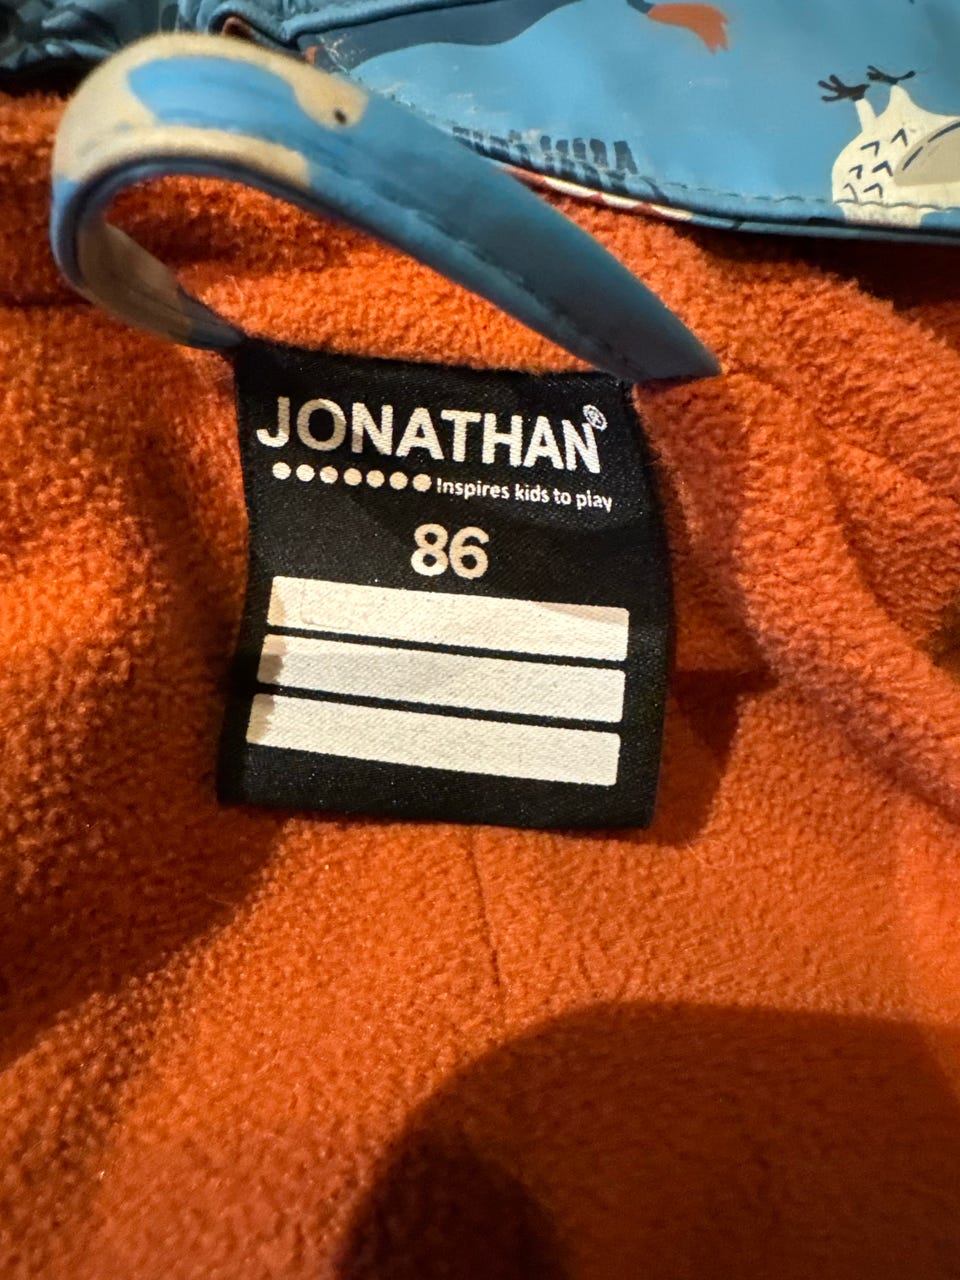 JONATHAN®
Inspires kids to play
86